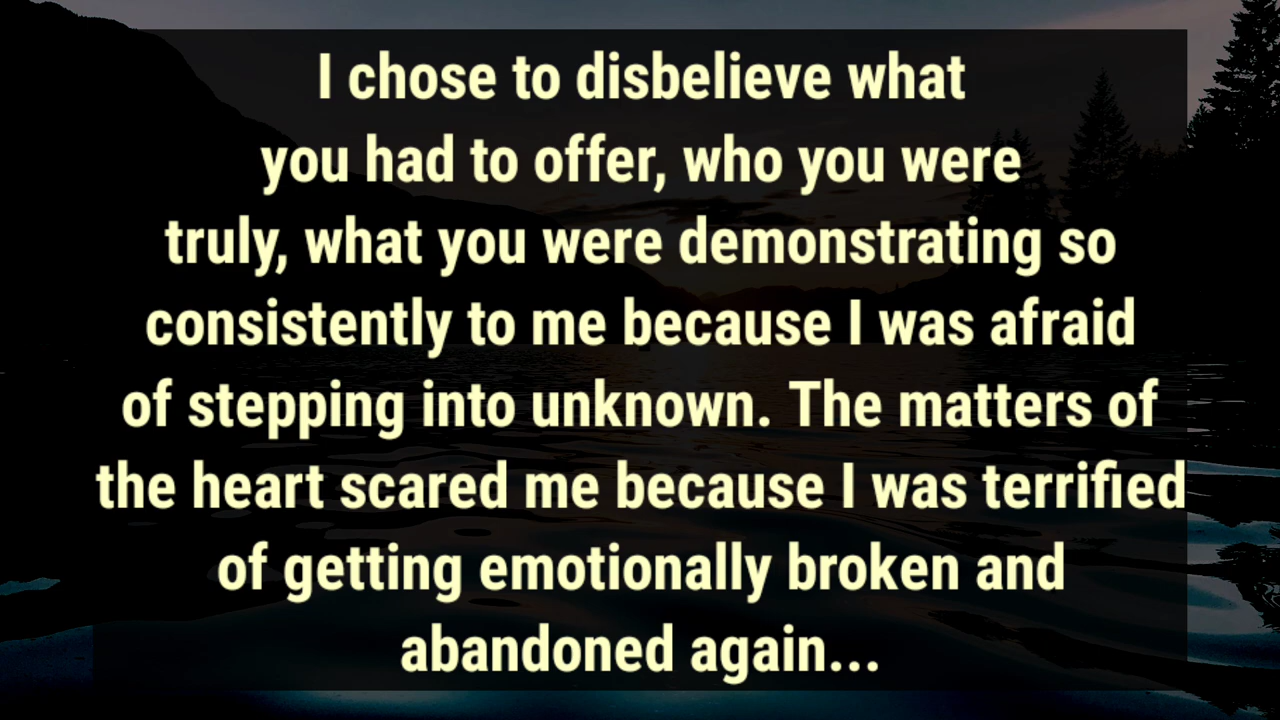 I chose to disbelieve what
you had to offer, who you were
truly, what you were demonstrating so
consistently to me because I was afraid
of stepping into unknown. The matters of
the heart scared me because I was terrified
of getting emotionally broken and
abandoned again...